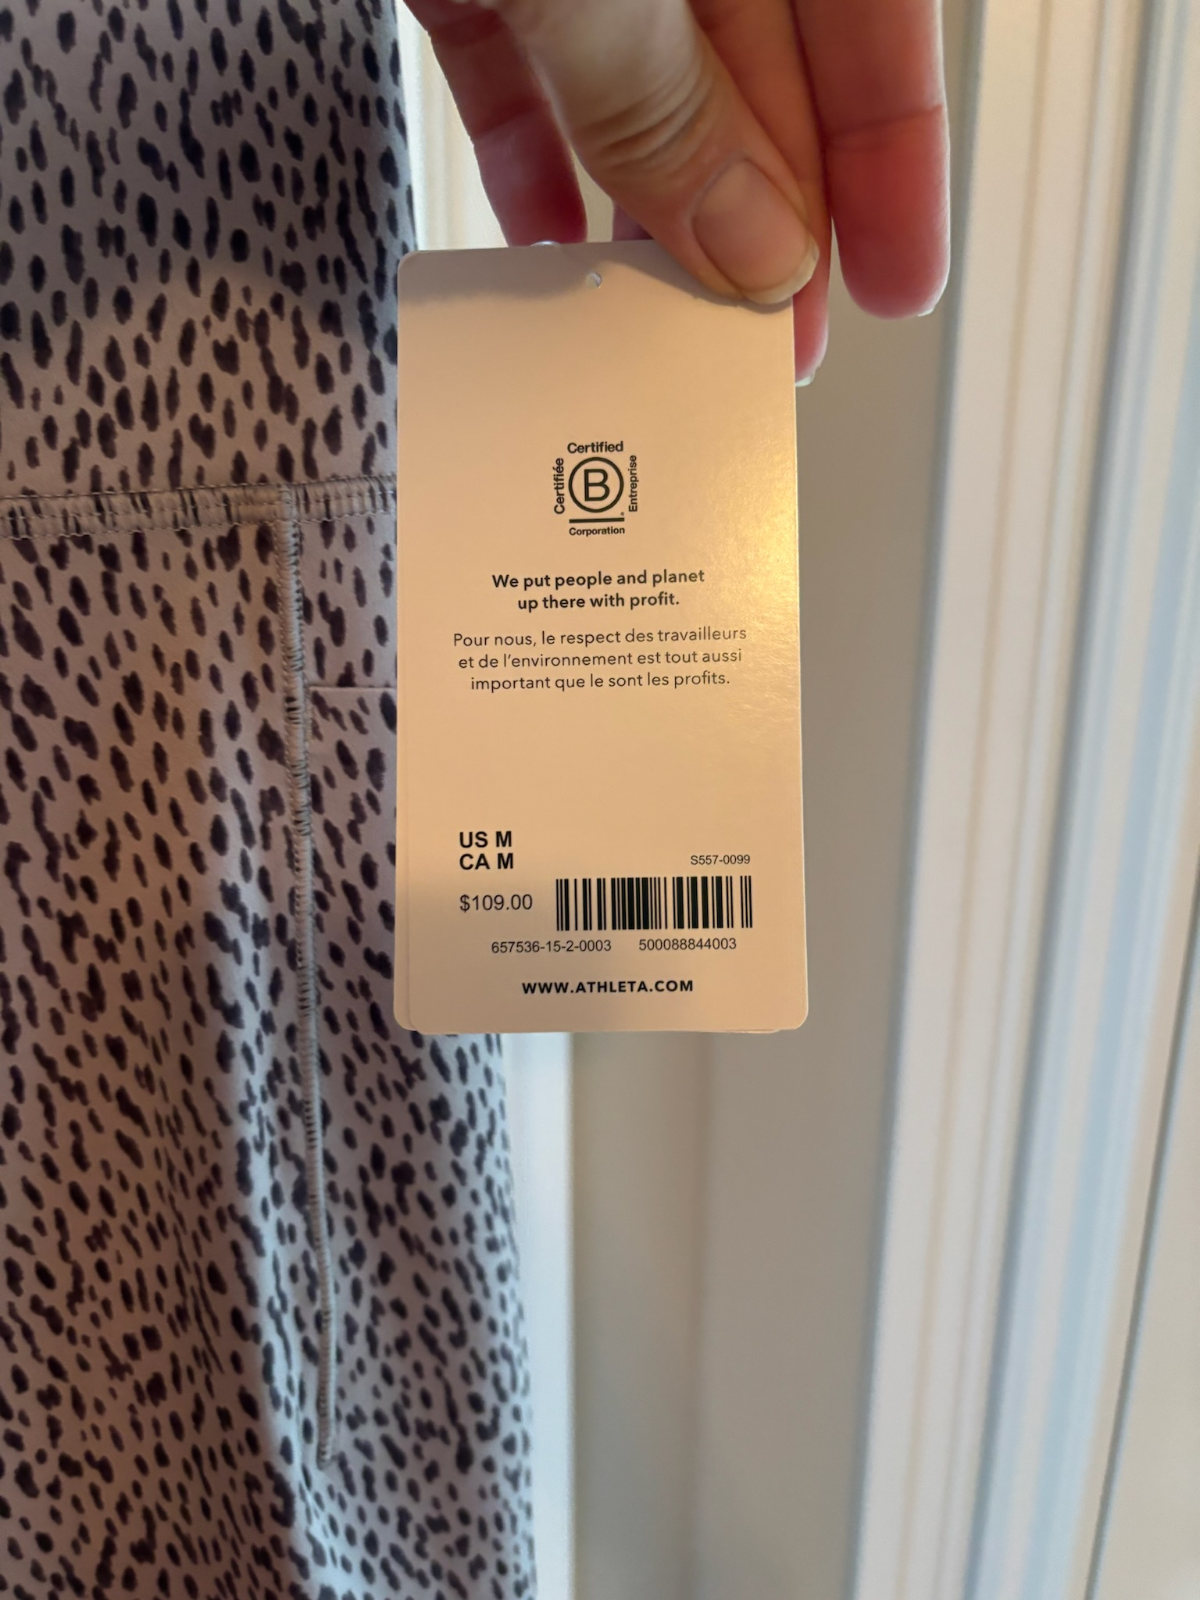 Certified
Certifiée
B
Entreprise
Corporation
We put people and planet
up there with profit.
Pour nous, le respect des travailleurs
et de l'environnement est tout aussi
important que le sont les profits.
US M
CA M
S557-0099
$109.00
657536-15-2-0003 500088844003
WWW.ATHLETA.COM